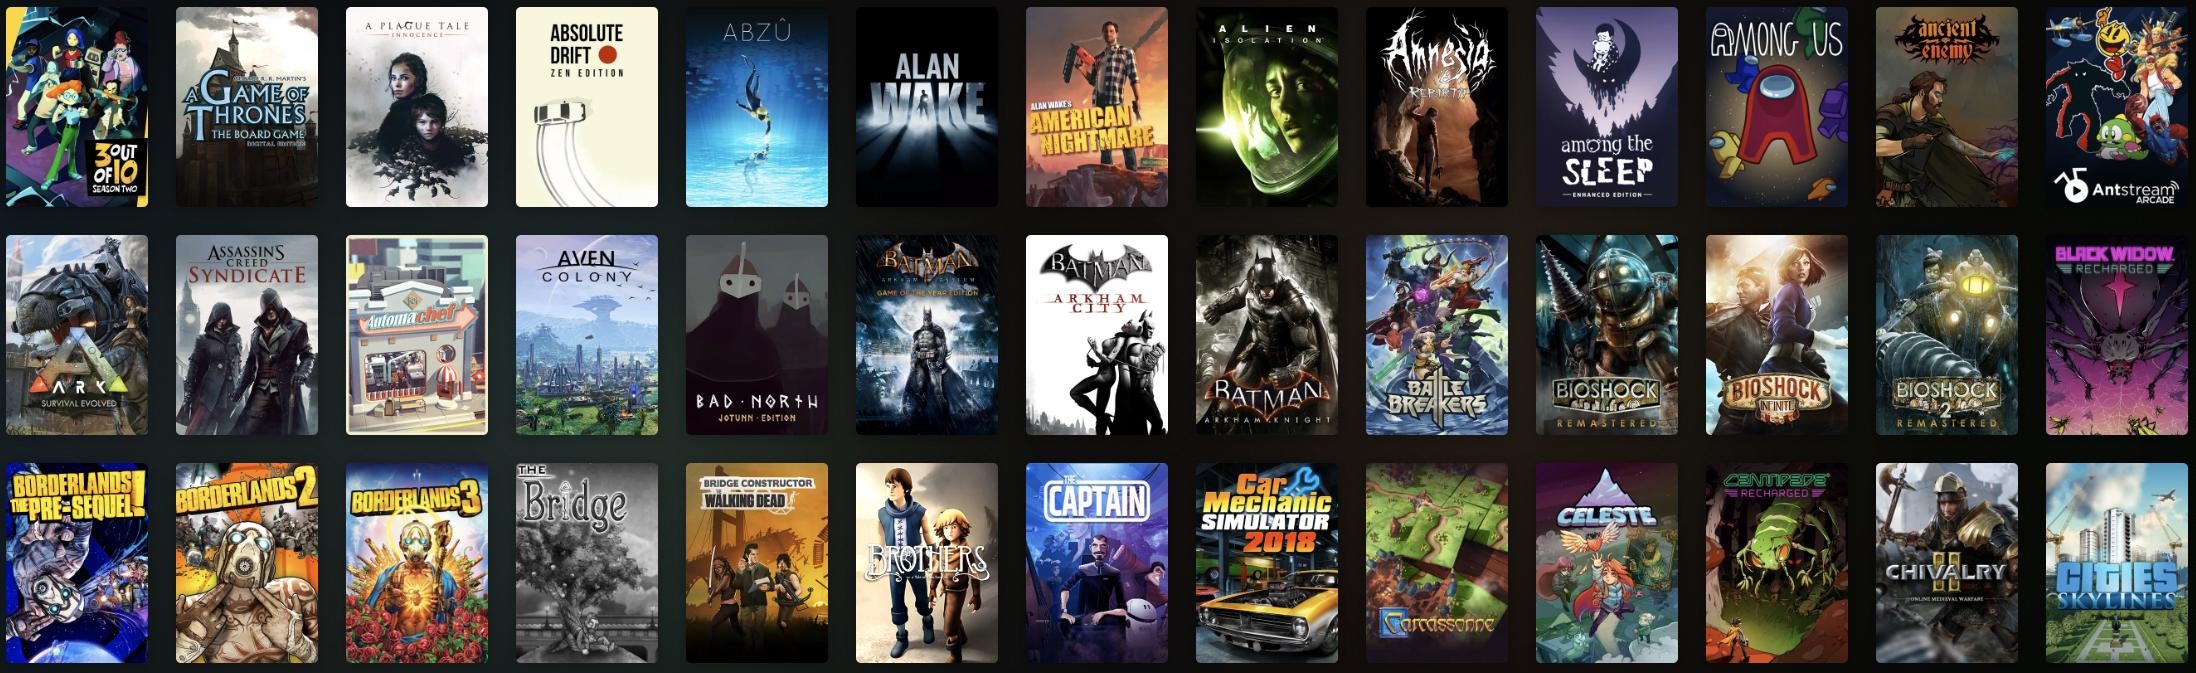 3 OUT
OF 10
SEASON TWO
GEORGE R. R. MARTIN'S
A GAME OF
THRONES
THE BOARD GAME
DIGITAL EDITION
A PLAGUE TALE
INNOCENCE
ABSOLUTE
DRIFT
ZEN EDITION
ABZÛ
ALAN
WAKE
ALAN WAKE'S
AMERICAN
NIGHTMARE
ALIEN
ISOLATION
Amnesia
REBIRTH
among the
SLEEP
ENHANCED EDITION
AMONG US
ancient
enemy
Antstream
ARCADE
ARK
SURVIVAL EVOLVED
ASSASSIN'S
CREED
SYNDICATE
Automachef
AVEN
COLONY
BAD · NORTH
JOTUNN · EDITION
BATMAN
ARKHAM ASYLUM
GAME OF THE YEAR EDITION
BATMAN
ARKHAM
CITY
BATMAN
ARKHAM KNIGHT
BATTLE
BREAKERS
BIOSHOCK
REMASTERED
BIOSHOCK
INFINITE
BIOSHOCK
2
REMASTERED
BLACK WIDOW
RECHARGED
BORDERLANDS
THE PRE-SEQUEL!
BORDERLANDS 2
BORDERLANDS 3
THE
Bridge
BRIDGE CONSTRUCTOR
THE WALKING DEAD
BROTHERS
THE
CAPTAIN
Car
Mechanic
SIMULATOR
2018
Carcassonne
CELESTE
CENTIPEDE
RECHARGED
II
CHIVALRY
ONLINE MEDIEVAL WARFARE
CITIES
SKYLINES